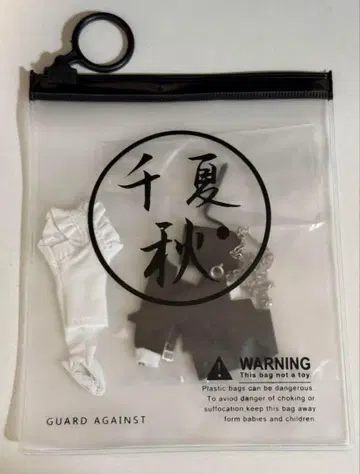 千夏
秋
WARNING
This bag not a toy
Plastic bags can be dangerous
To avoid danger of choking or
suffocation,keep this bag away
form babies and children
GUARD AGAINST